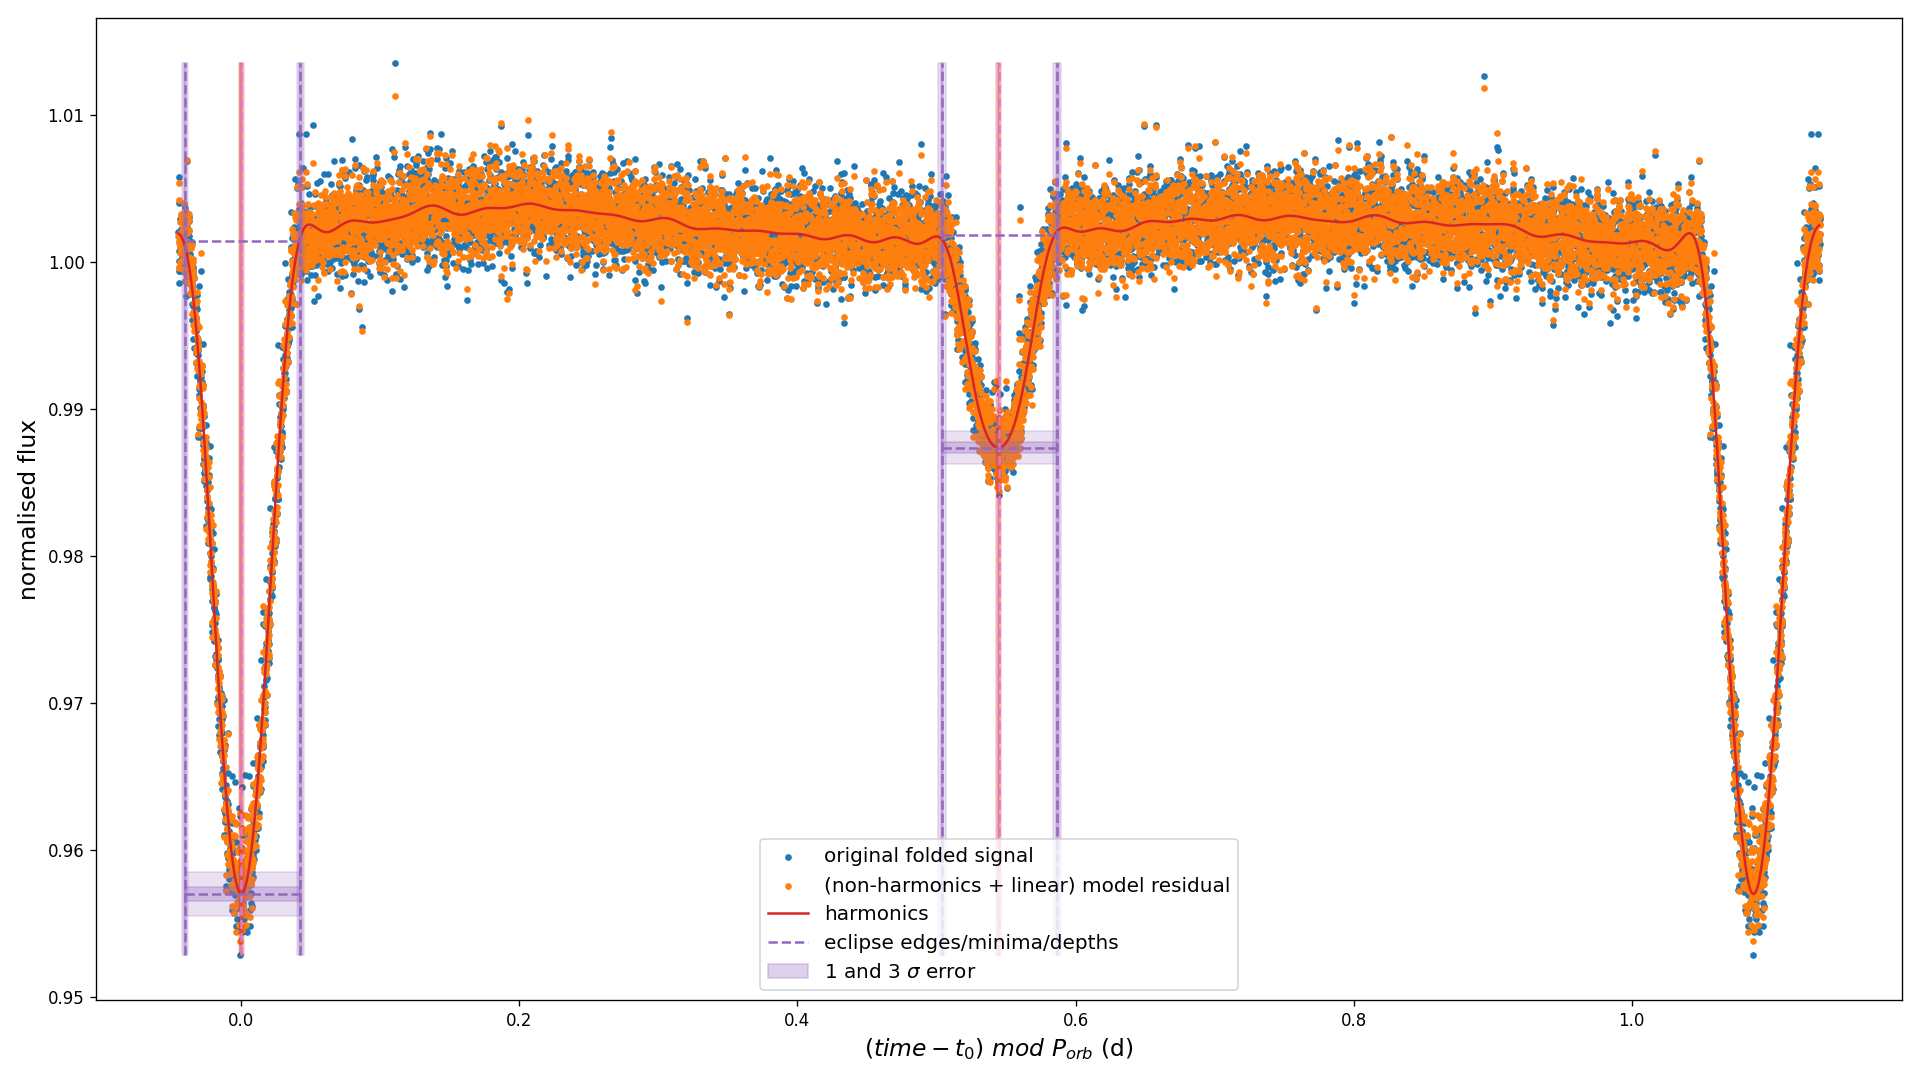 1.01
1.00
0.99
0.98
0.97
0.96
0.95
normalised flux
original folded signal
(non-harmonics + linear) model residual
harmonics
eclipse edges/minima/depths
1 and 3 σ error
0.0 0.2 0.4 0.6 0.8 1.0
(time − t₀) mod Pₒᵣb (d)